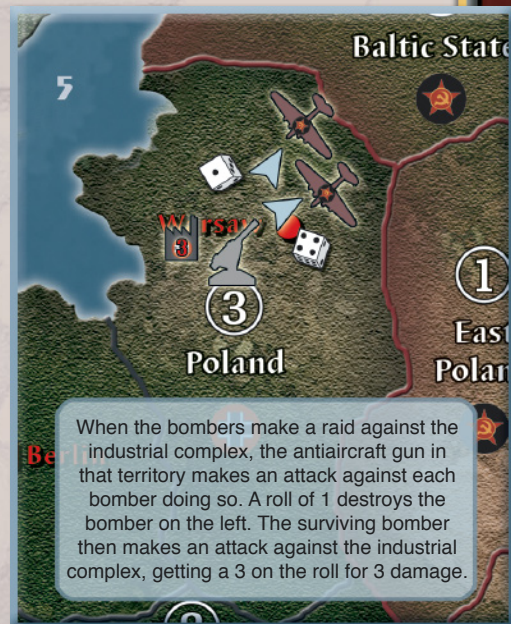 Baltic State
5
Warsaw
3
3
Poland
1
East
Polan
Berlin
When the bombers make a raid against the
industrial complex, the antiaircraft gun in
that territory makes an attack against each
bomber doing so. A roll of 1 destroys the
bomber on the left. The surviving bomber
then makes an attack against the industrial
complex, getting a 3 on the roll for 3 damage.